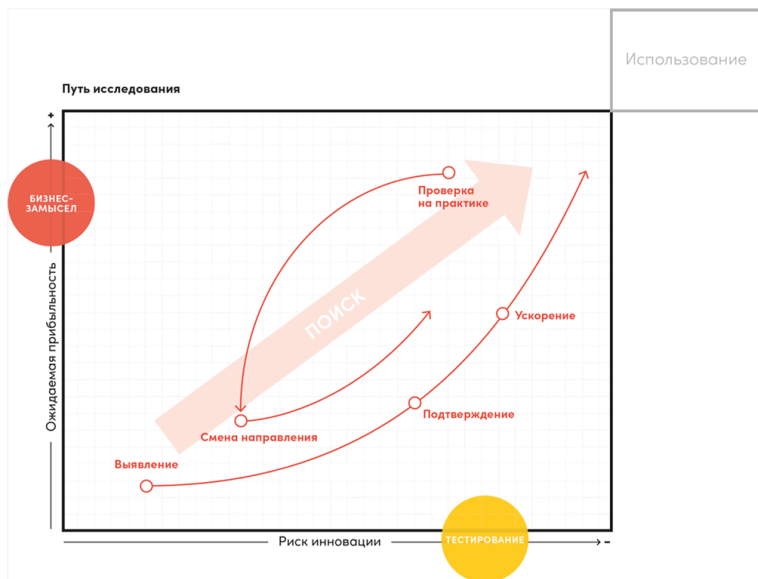 Использование
Путь исследования
+
БИЗНЕС-
ЗАМЫСЕЛ
Проверка
на практике
ПОИСК
Ускорение
Ожидаемая прибыльность
Подтверждение
Смена направления
Выявление
Риск инновации
ТЕСТИРОВАНИЕ
-